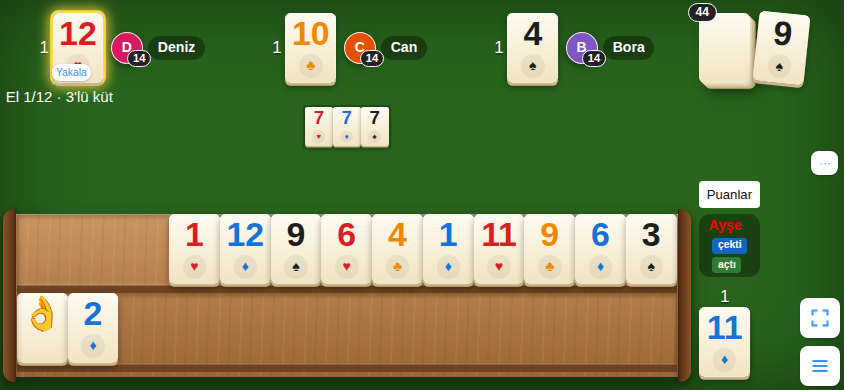 1 12 Yakala D 14 Deniz
1 10 C 14 Can
1 4 B 14 Bora
44 9
El 1/12 · 3'lü küt
7 7 7
Puanlar
Ayşe
çekti
açtı
1 12 9 6 4 1 11 9 6 3
2
1
11